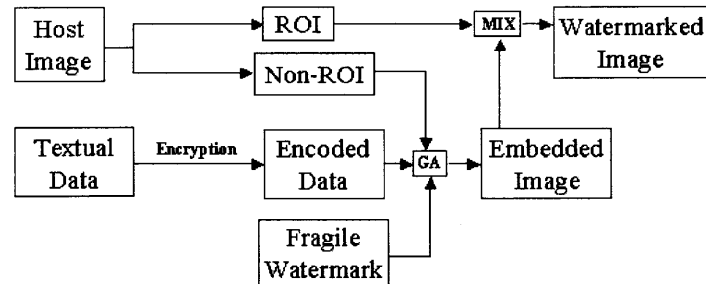 Host
Image
ROI
MIX
Watermarked
Image
Non-ROI
Textual
Data
Encryption
Encoded
Data
GA
Embedded
Image
Fragile
Watermark